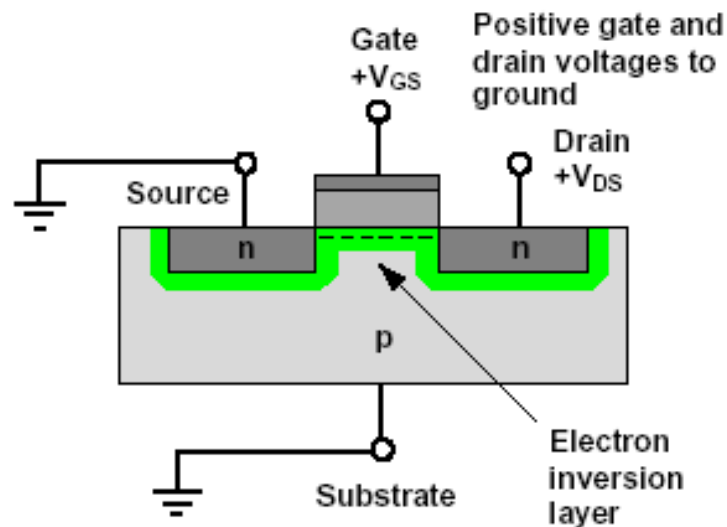 Gate
+VGS
Positive gate and
drain voltages to
ground
Drain
+VDS
Source
n
n
p
Electron
inversion
layer
Substrate